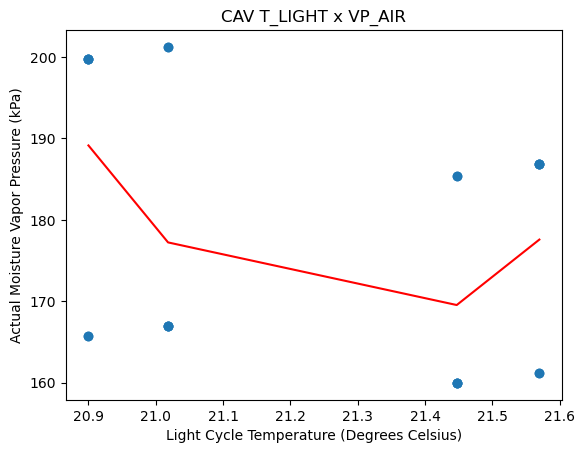 CAV T_LIGHT x VP_AIR
Actual Moisture Vapor Pressure (kPa)
200
190
180
170
160
20.9 21.0 21.1 21.2 21.3 21.4 21.5 21.6
Light Cycle Temperature (Degrees Celsius)